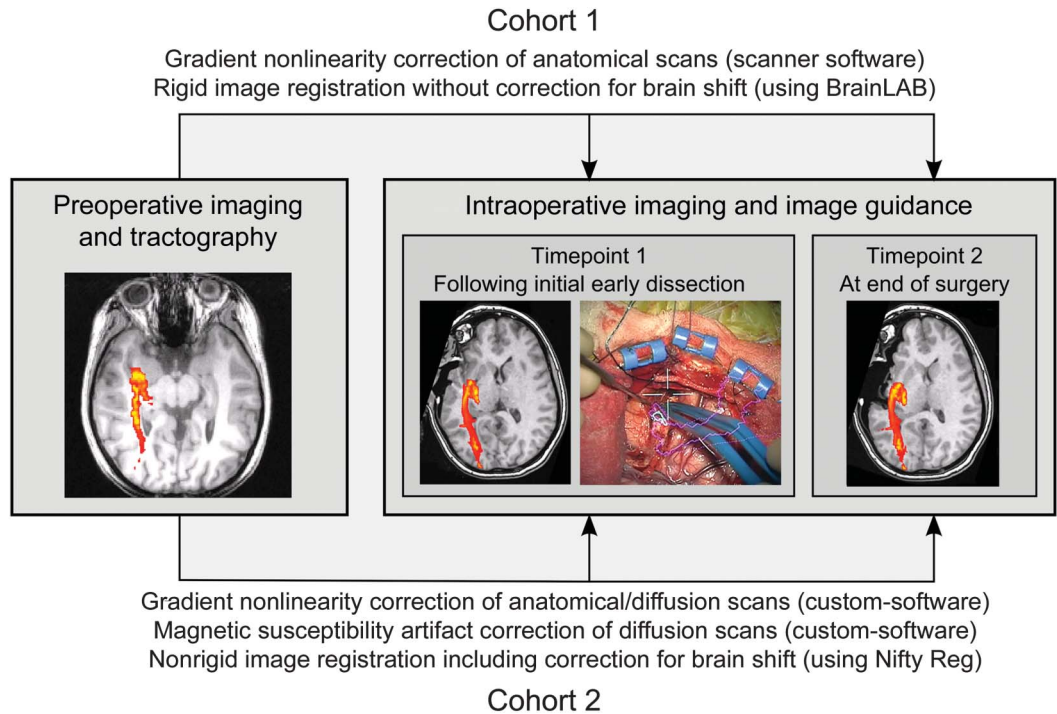 Cohort 1
Gradient nonlinearity correction of anatomical scans (scanner software)
Rigid image registration without correction for brain shift (using BrainLAB)
Preoperative imaging
and tractography
Intraoperative imaging and image guidance
Timepoint 1
Following initial early dissection
Timepoint 2
At end of surgery
Gradient nonlinearity correction of anatomical/diffusion scans (custom-software)
Magnetic susceptibility artifact correction of diffusion scans (custom-software)
Nonrigid image registration including correction for brain shift (using Nifty Reg)
Cohort 2